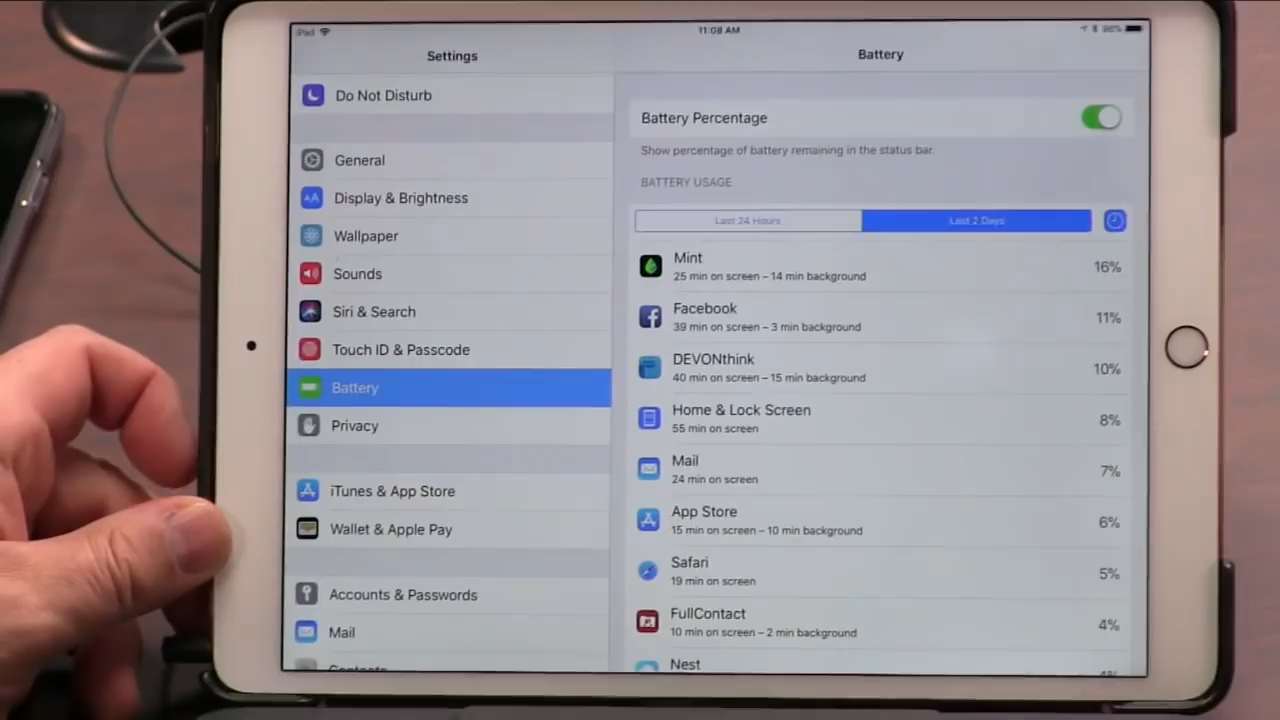 iPad
11:08 AM
96%
Settings
Battery
Do Not Disturb
General
Display & Brightness
Wallpaper
Sounds
Siri & Search
Touch ID & Passcode
Battery
Privacy
iTunes & App Store
Wallet & Apple Pay
Accounts & Passwords
Mail
Contacts
Battery Percentage
Show percentage of battery remaining in the status bar.
BATTERY USAGE
Last 24 Hours
Last 2 Days
Mint
25 min on screen – 14 min background
16%
Facebook
39 min on screen – 3 min background
11%
DEVONthink
40 min on screen – 15 min background
10%
Home & Lock Screen
55 min on screen
8%
Mail
24 min on screen
7%
App Store
15 min on screen – 10 min background
6%
Safari
19 min on screen
5%
FullContact
10 min on screen – 2 min background
4%
Nest